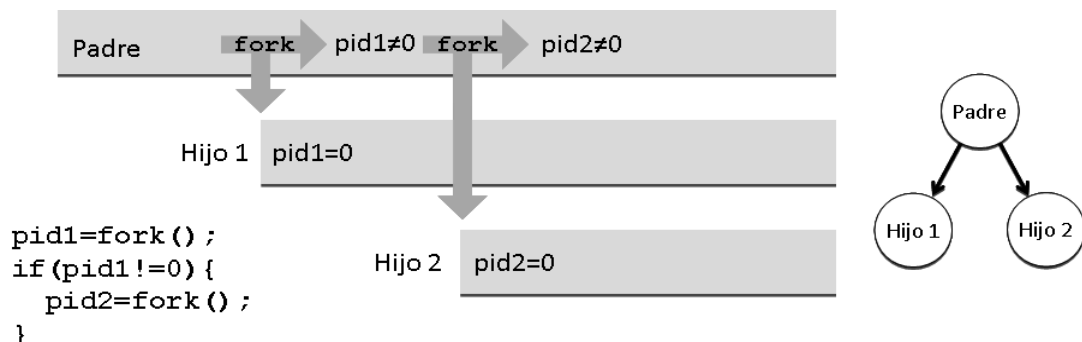 Padre fork pid1≠0 fork pid2≠0
Hijo 1 pid1=0
Hijo 2 pid2=0
pid1=fork();
if(pid1!=0){
  pid2=fork();
}
Padre
Hijo 1 Hijo 2